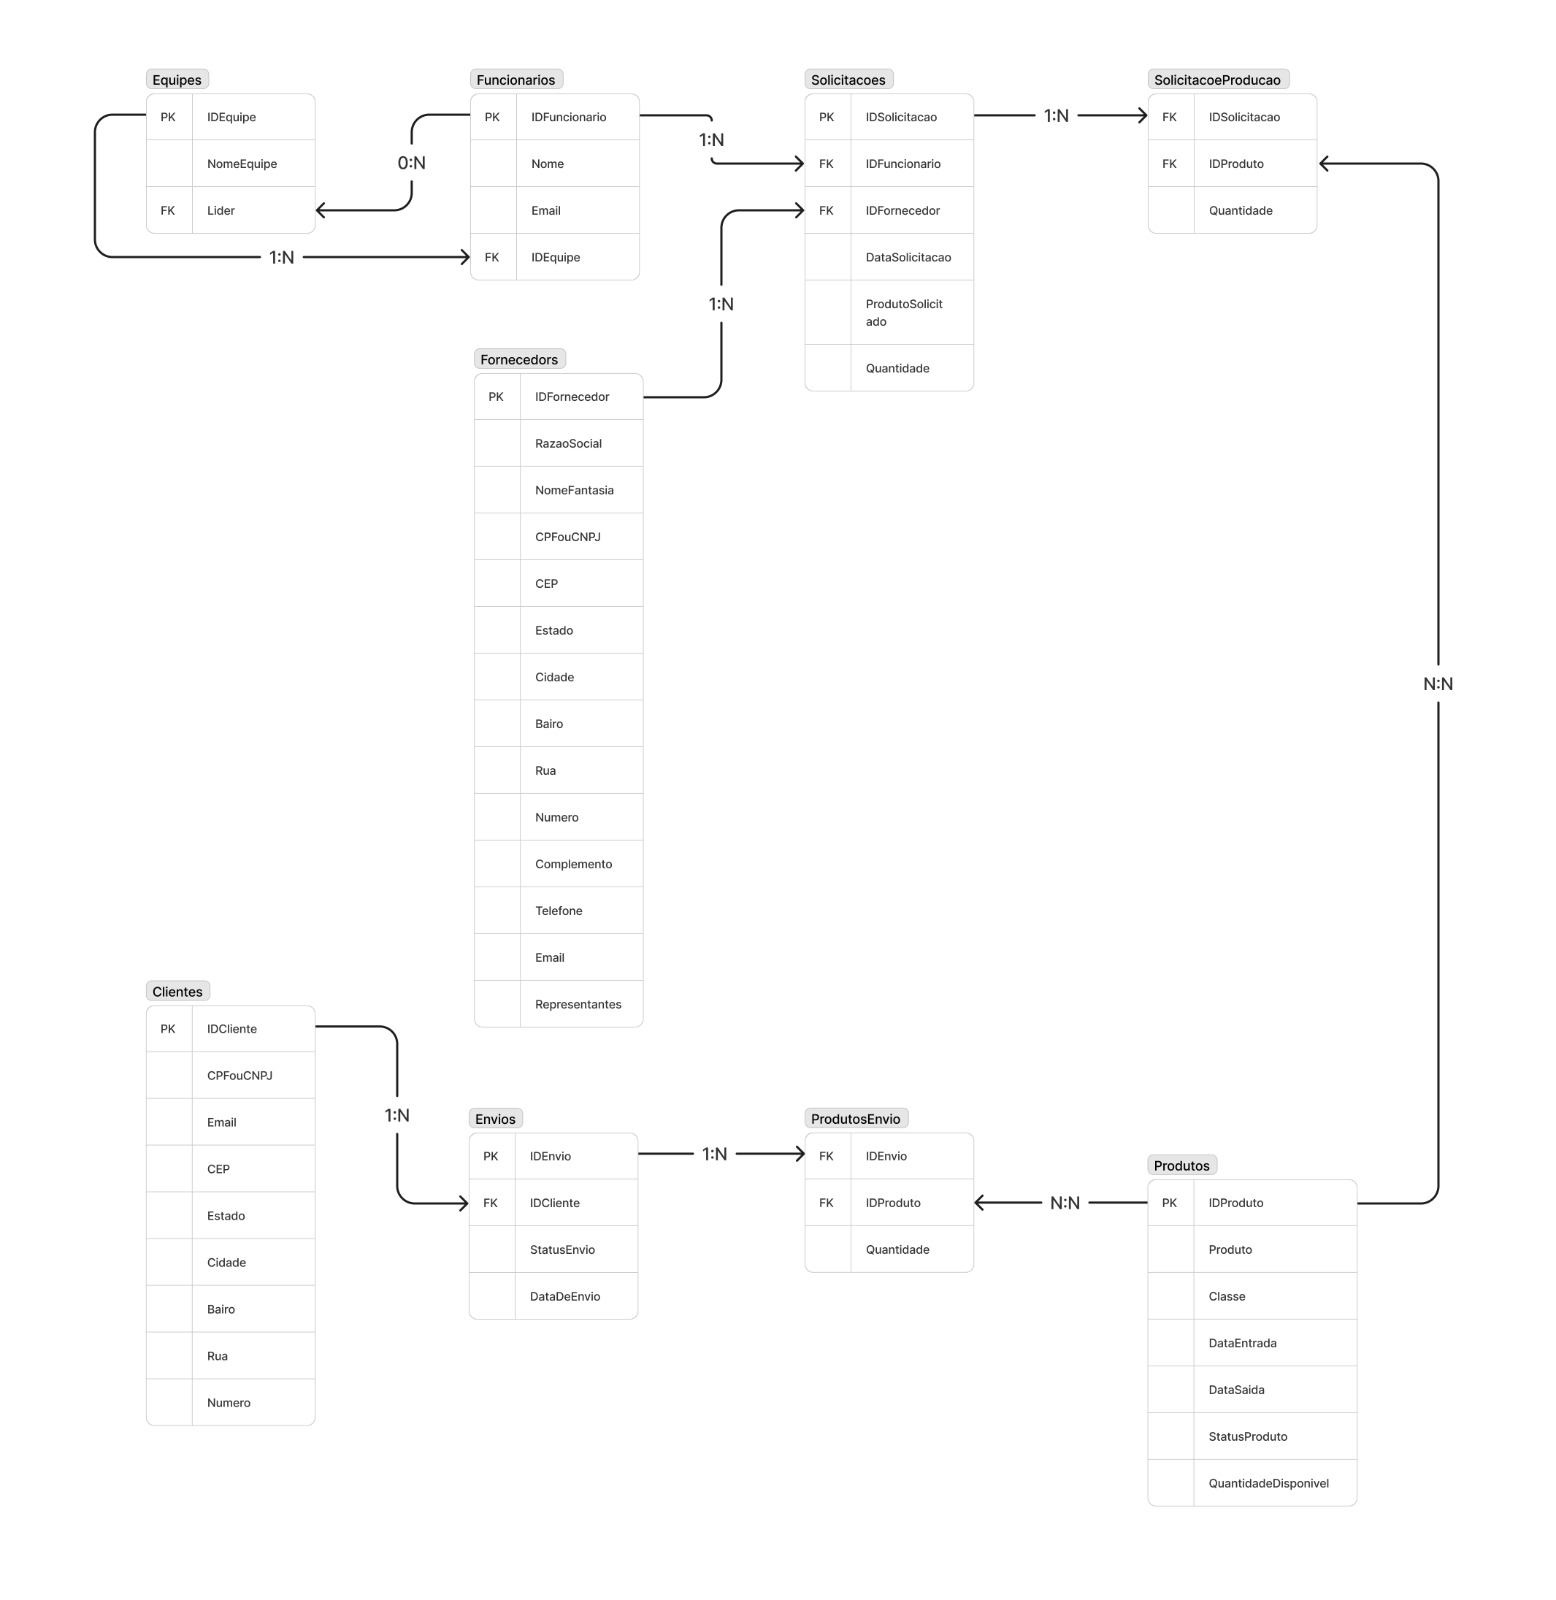 Equipes
PK IDEquipe
NomeEquipe
FK Lider
1:N
0:N
Funcionarios
PK IDFuncionario
Nome
Email
FK IDEquipe
1:N
1:N
Solicitacoes
PK IDSolicitacao
FK IDFuncionario
FK IDFornecedor
DataSolicitacao
ProdutoSolicit
ado
Quantidade
1:N
SolicitacoeProducao
FK IDSolicitacao
FK IDProduto
Quantidade
N:N
Fornecedors
PK IDFornecedor
RazaoSocial
NomeFantasia
CPFouCNPJ
CEP
Estado
Cidade
Bairo
Rua
Numero
Complemento
Telefone
Email
Representantes
Clientes
PK IDCliente
CPFouCNPJ
Email
CEP
Estado
Cidade
Bairo
Rua
Numero
1:N
Envios
PK IDEnvio
FK IDCliente
StatusEnvio
DataDeEnvio
1:N
ProdutosEnvio
FK IDEnvio
FK IDProduto
Quantidade
N:N
Produtos
PK IDProduto
Produto
Classe
DataEntrada
DataSaida
StatusProduto
QuantidadeDisponivel